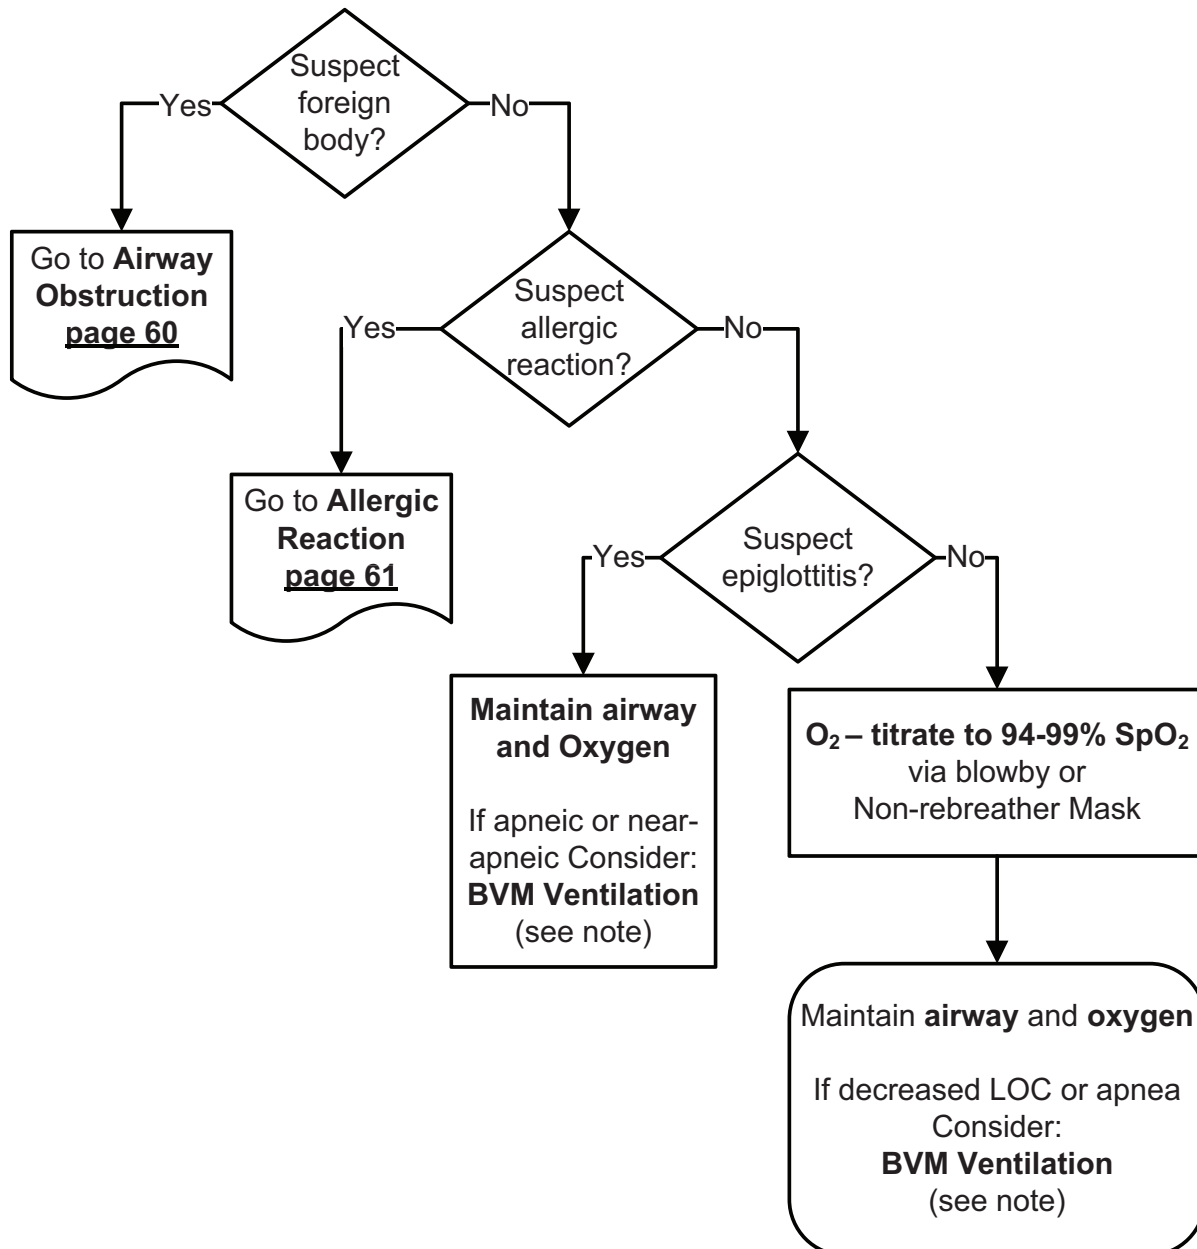 Suspect
foreign
body?
Yes
No
Go to Airway
Obstruction
page 60
Suspect
allergic
reaction?
Yes
No
Go to Allergic
Reaction
page 61
Suspect
epiglottitis?
Yes
No
Maintain airway
and Oxygen
If apneic or near-
apneic Consider:
BVM Ventilation
(see note)
O₂ – titrate to 94-99% SpO₂
via blowby or
Non-rebreather Mask
Maintain airway and oxygen
If decreased LOC or apnea
Consider:
BVM Ventilation
(see note)